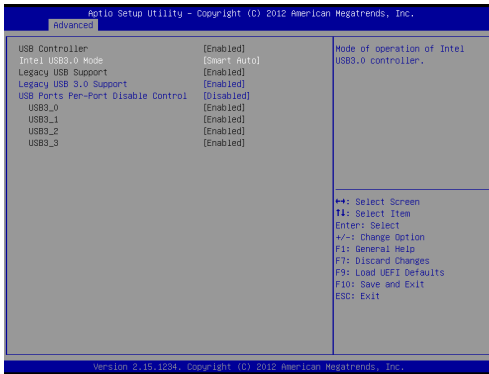 Aptio Setup Utility – Copyright (C) 2012 American Megatrends, Inc.
Advanced
USB Controller [Enabled]
Intel USB3.0 Mode [Smart Auto]
Legacy USB Support [Enabled]
Legacy USB 3.0 Support [Enabled]
USB Ports Per-Port Disable Control [Disabled]
USB3_0 [Enabled]
USB3_1 [Enabled]
USB3_2 [Enabled]
USB3_3 [Enabled]
Mode of operation of Intel
USB3.0 controller.
↔: Select Screen
↑↓: Select Item
Enter: Select
+/-: Change Option
F1: General Help
F7: Discard Changes
F9: Load UEFI Defaults
F10: Save and Exit
ESC: Exit
Version 2.15.1234. Copyright (C) 2012 American Megatrends, Inc.